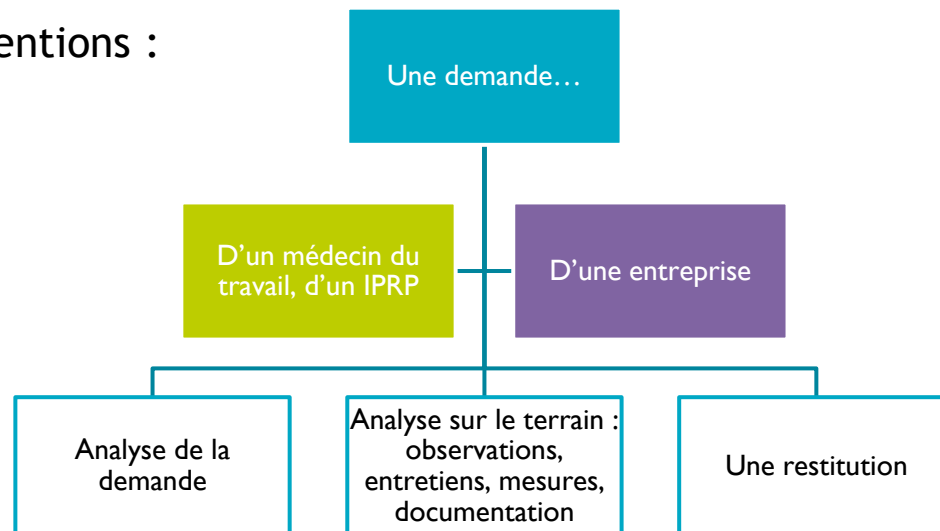 entions :
Une demande…
D’un médecin du
travail, d’un IPRP
D’une entreprise
Analyse de la
demande
Analyse sur le terrain :
observations,
entretiens, mesures,
documentation
Une restitution